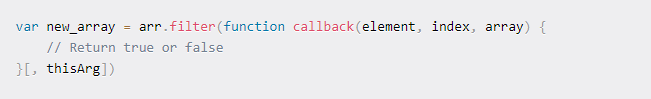 var new_array = arr.filter(function callback(element, index, array) {
    // Return true or false
}[, thisArg])